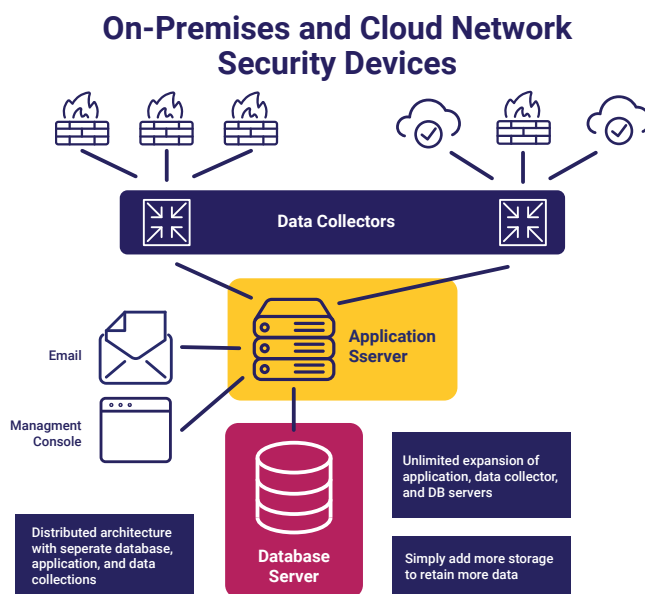 On-Premises and Cloud Network
Security Devices
Data Collectors
Application
Sserver
Email
Managment
Console
Unlimited expansion of
application, data collector,
and DB servers
Distributed architecture
with seperate database,
application, and data
collections
Database
Server
Simply add more storage
to retain more data